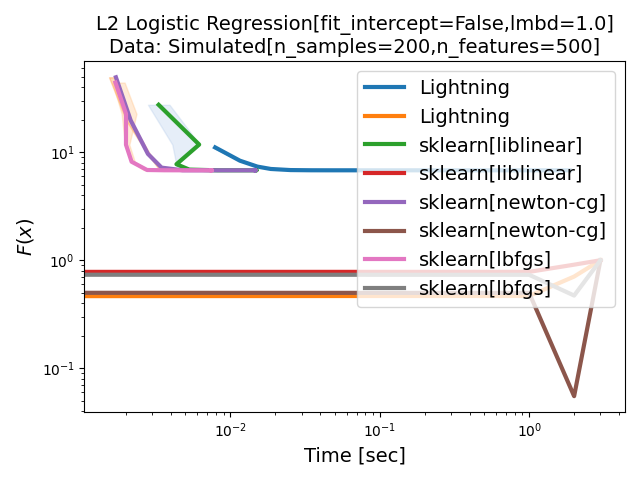 L2 Logistic Regression[fit_intercept=False,lmbd=1.0]
Data: Simulated[n_samples=200,n_features=500]
Lightning
Lightning
sklearn[liblinear]
sklearn[liblinear]
sklearn[newton-cg]
sklearn[newton-cg]
sklearn[lbfgs]
sklearn[lbfgs]
F(x)
10¹
10⁰
10⁻¹
10⁻² 10⁻¹ 10⁰
Time [sec]